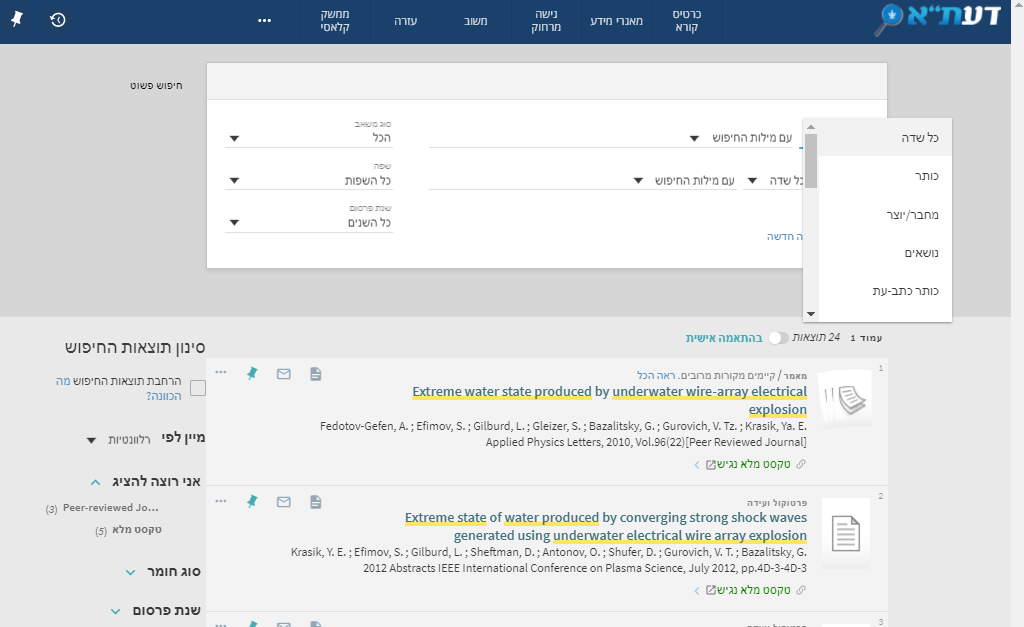 דעת״א
כרטיס קורא
מאגרי מידע
גישה מרחוק
משוב
עזרה
ממשק קלאסי
חיפוש פשוט
סוג משאב
הכל
עם מילות החיפוש
שפה
כל השפות
כל שדה
עם מילות החיפוש
שנת פרסום
כל השנים
ה חדשה
כל שדה
כותר
מחבר/יוצר
נושאים
כותר כתב-עת
עמוד 1 24 תוצאות בהתאמה אישית
1
מאמר / קיימים מקורות מרובים. ראה הכל
Extreme water state produced by underwater wire-array electrical
explosion
Fedotov-Gefen, A. ; Efimov, S. ; Gilburd, L. ; Gleizer, S. ; Bazalitsky, G. ; Gurovich, V. Tz. ; Krasik, Ya. E.
Applied Physics Letters, 2010, Vol.96(22)[Peer Reviewed Journal]
טקסט מלא נגיש
2
פרטוקול ועידה
Extreme state of water produced by converging strong shock waves
generated using underwater electrical wire array explosion
Krasik, Y. E. ; Efimov, S. ; Gilburd, L. ; Sheftman, D. ; Antonov, O. ; Shufer, D. ; Gurovich, V. T. ; Bazalitsky, G.
2012 Abstracts IEEE International Conference on Plasma Science, July 2012, pp.4D-3-4D-3
טקסט מלא נגיש
3
סינון תוצאות החיפוש
הרחבת תוצאות החיפוש מה
הכוונה?
מיין לפי רלוונטיות
אני רוצה להציג
Peer-reviewed Jo... (3)
טקסט מלא (5)
סוג חומר
שנת פרסום